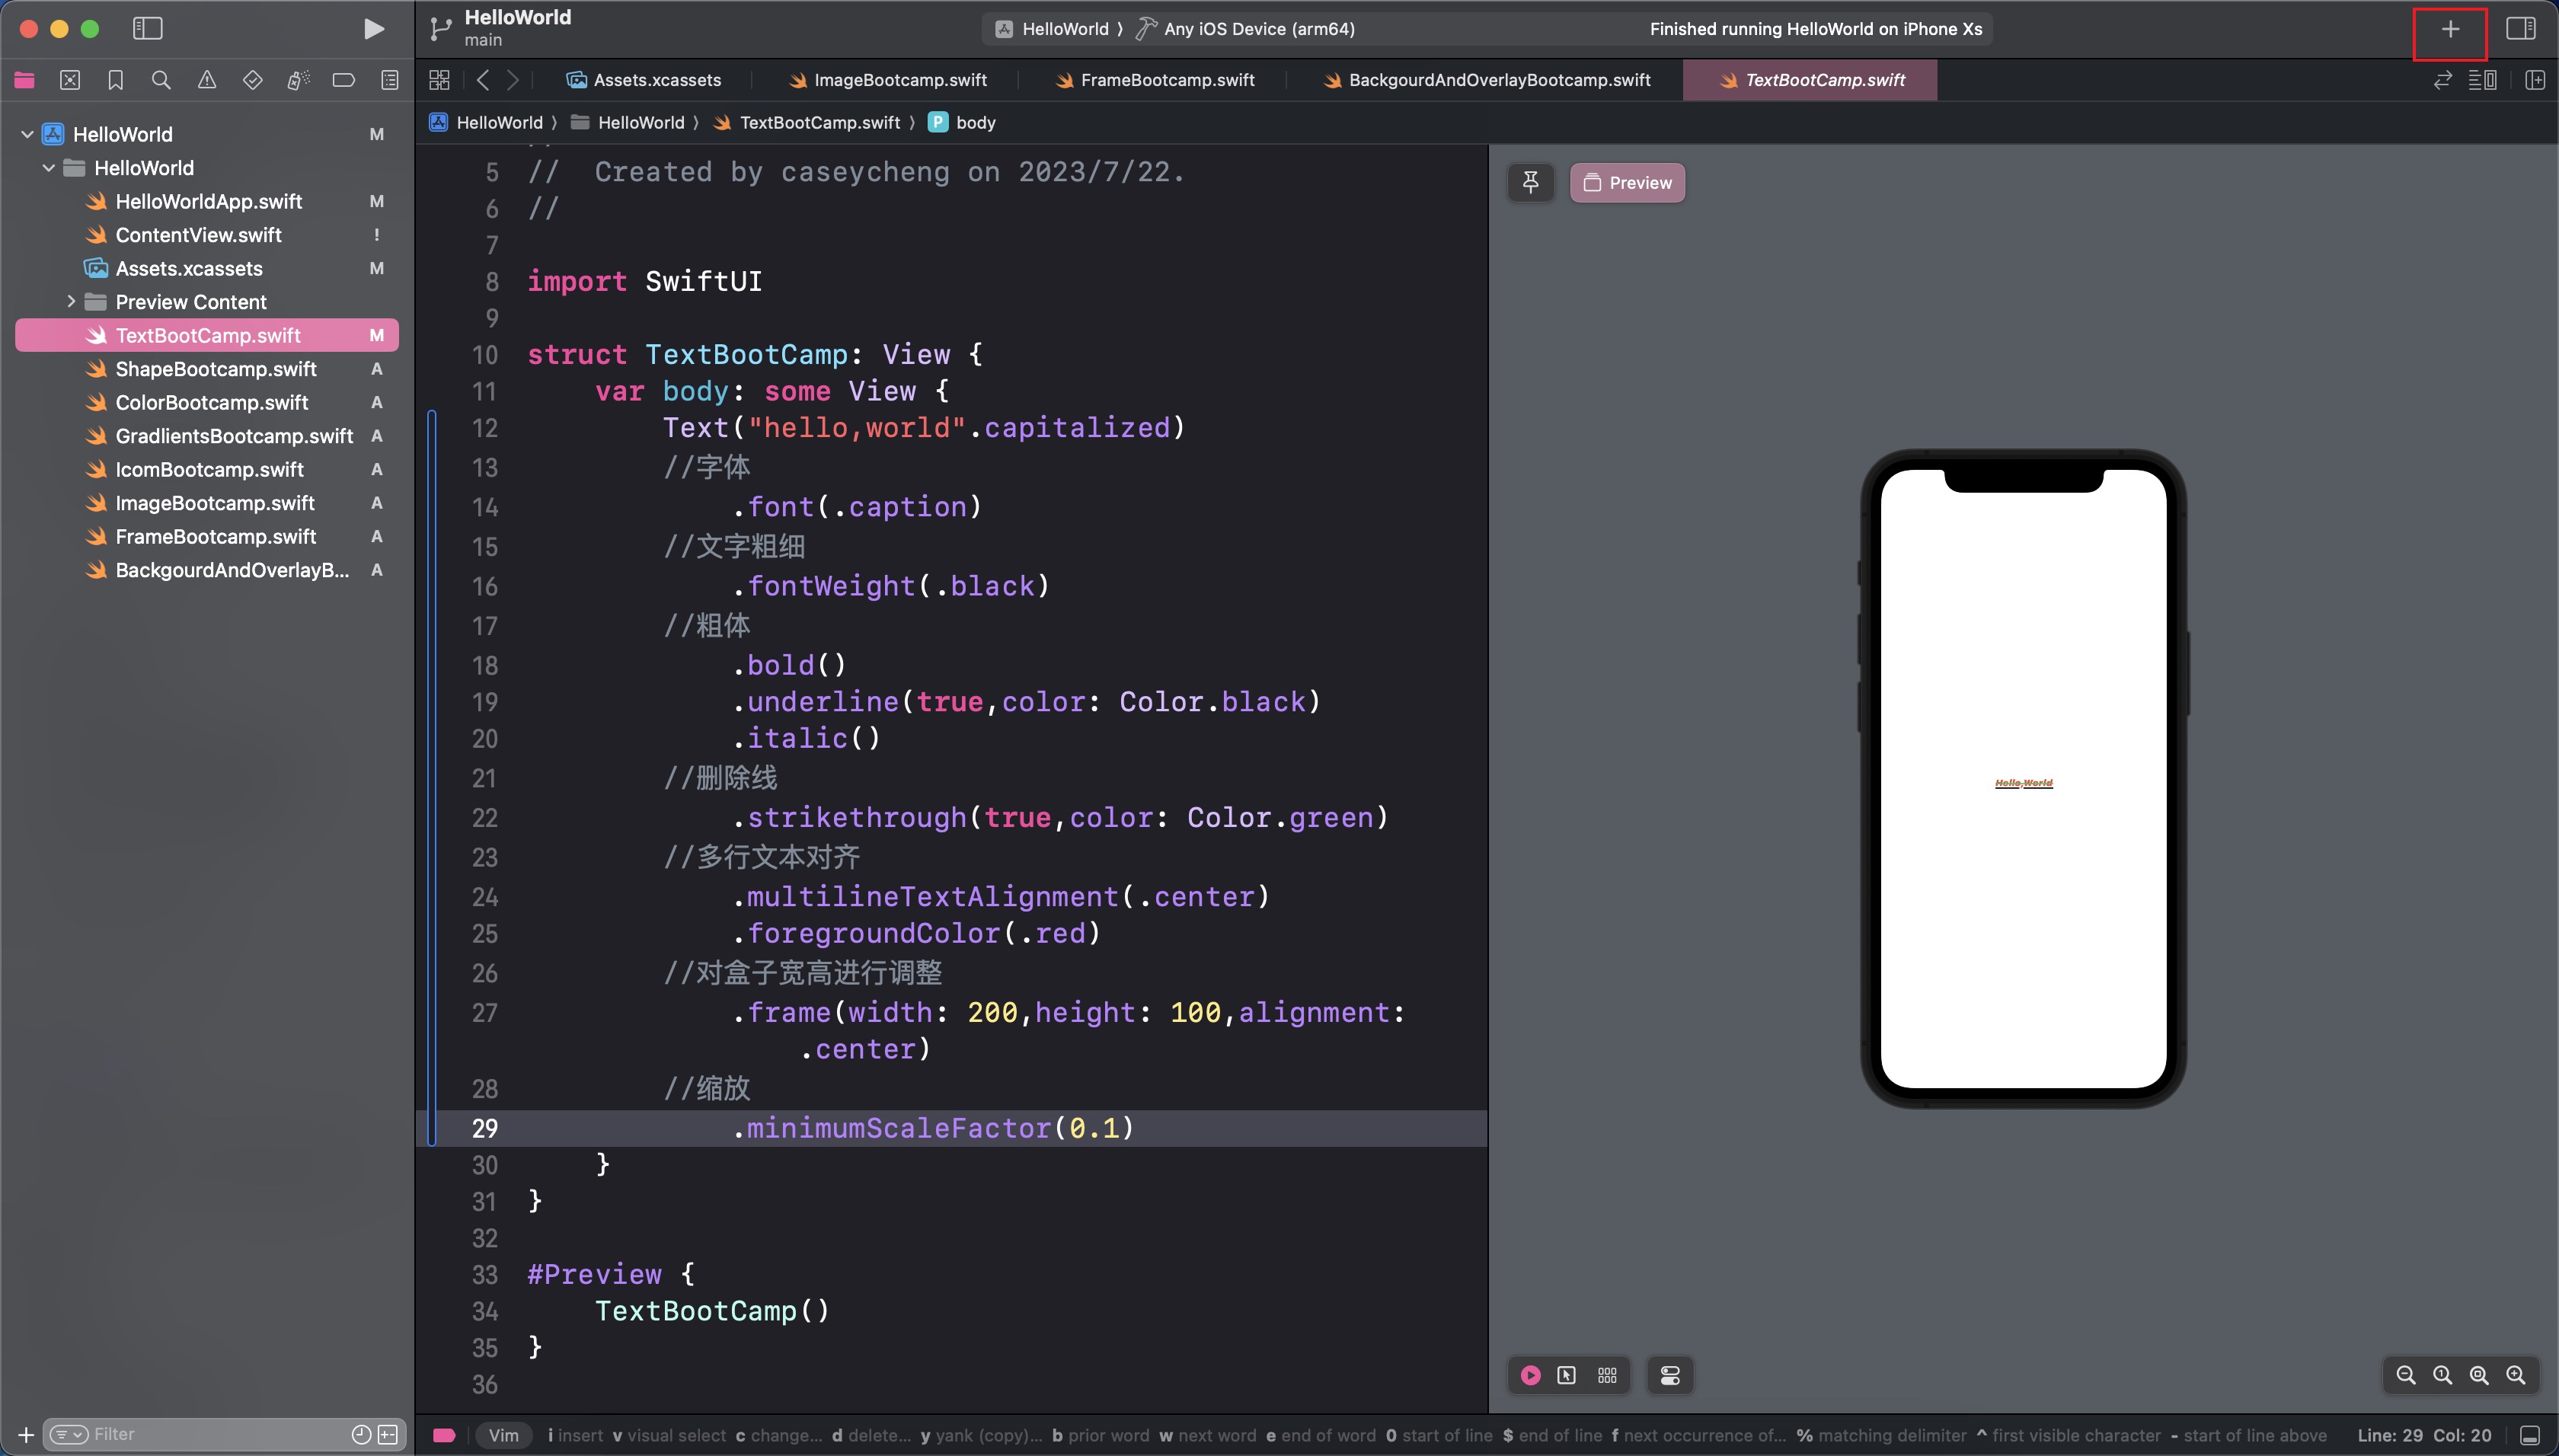 HelloWorld
main
HelloWorld 〉 Any iOS Device (arm64)
Finished running HelloWorld on iPhone Xs
Assets.xcassets
ImageBootcamp.swift
FrameBootcamp.swift
BackgourdAndOverlayBootcamp.swift
TextBootCamp.swift
HelloWorld 〉 HelloWorld 〉 TextBootCamp.swift 〉 P body
HelloWorld M
HelloWorld
HelloWorldApp.swift M
ContentView.swift !
Assets.xcassets M
Preview Content
TextBootCamp.swift M
ShapeBootcamp.swift A
ColorBootcamp.swift A
GradlientsBootcamp.swift A
IcomBootcamp.swift A
ImageBootcamp.swift A
FrameBootcamp.swift A
BackgourdAndOverlayB... A
5 //  Created by caseycheng on 2023/7/22.
6 //
7
8 import SwiftUI
9
10 struct TextBootCamp: View {
11     var body: some View {
12         Text("hello,world".capitalized)
13         //字体
14             .font(.caption)
15         //文字粗细
16             .fontWeight(.black)
17         //粗体
18             .bold()
19             .underline(true,color: Color.black)
20             .italic()
21         //删除线
22             .strikethrough(true,color: Color.green)
23         //多行文本对齐
24             .multilineTextAlignment(.center)
25             .foregroundColor(.red)
26         //对盒子宽高进行调整
27             .frame(width: 200,height: 100,alignment:
                .center)
28         //缩放
29             .minimumScaleFactor(0.1)
30     }
31 }
32
33 #Preview {
34     TextBootCamp()
35 }
36
Preview
Hello,World
Filter
Vim
i insert v visual select c change... d delete... y yank (copy)... b prior word w next word e end of word 0 start of line $ end of line f next occurrence of... % matching delimiter ^ first visible character - start of line above
Line: 29 Col: 20